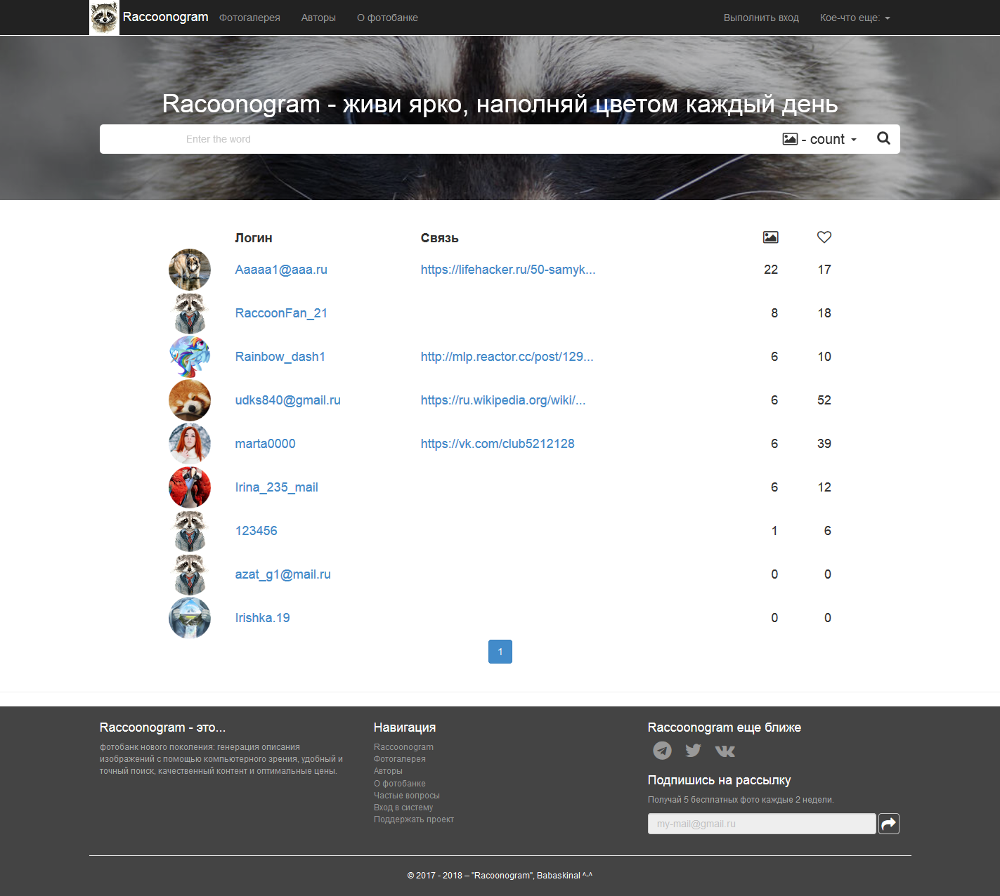 Raccoonogram Фотогалерея Авторы О фотобанке Выполнить вход Кое-что еще:
Racoonogram - живи ярко, наполняй цветом каждый день
Enter the word - count
Логин Связь
Aaaaa1@aaa.ru https://lifehacker.ru/50-samyk... 22 17
RaccoonFan_21 8 18
Rainbow_dash1 http://mlp.reactor.cc/post/129... 6 10
udks840@gmail.ru https://ru.wikipedia.org/wiki/... 6 52
marta0000 https://vk.com/club5212128 6 39
Irina_235_mail 6 12
123456 1 6
azat_g1@mail.ru 0 0
Irishka.19 0 0
1
Raccoonogram - это...
фотобанк нового поколения: генерация описания
изображений с помощью компьютерного зрения, удобный и
точный поиск, качественный контент и оптимальные цены.
Навигация
Raccoonogram
Фотогалерея
Авторы
О фотобанке
Частые вопросы
Вход в систему
Поддержать проект
Raccoonogram еще ближе
Подпишись на рассылку
Получай 5 бесплатных фото каждые 2 недели.
my-mail@gmail.ru
© 2017 - 2018 – "Racoonogram", Babaskinal ^-^